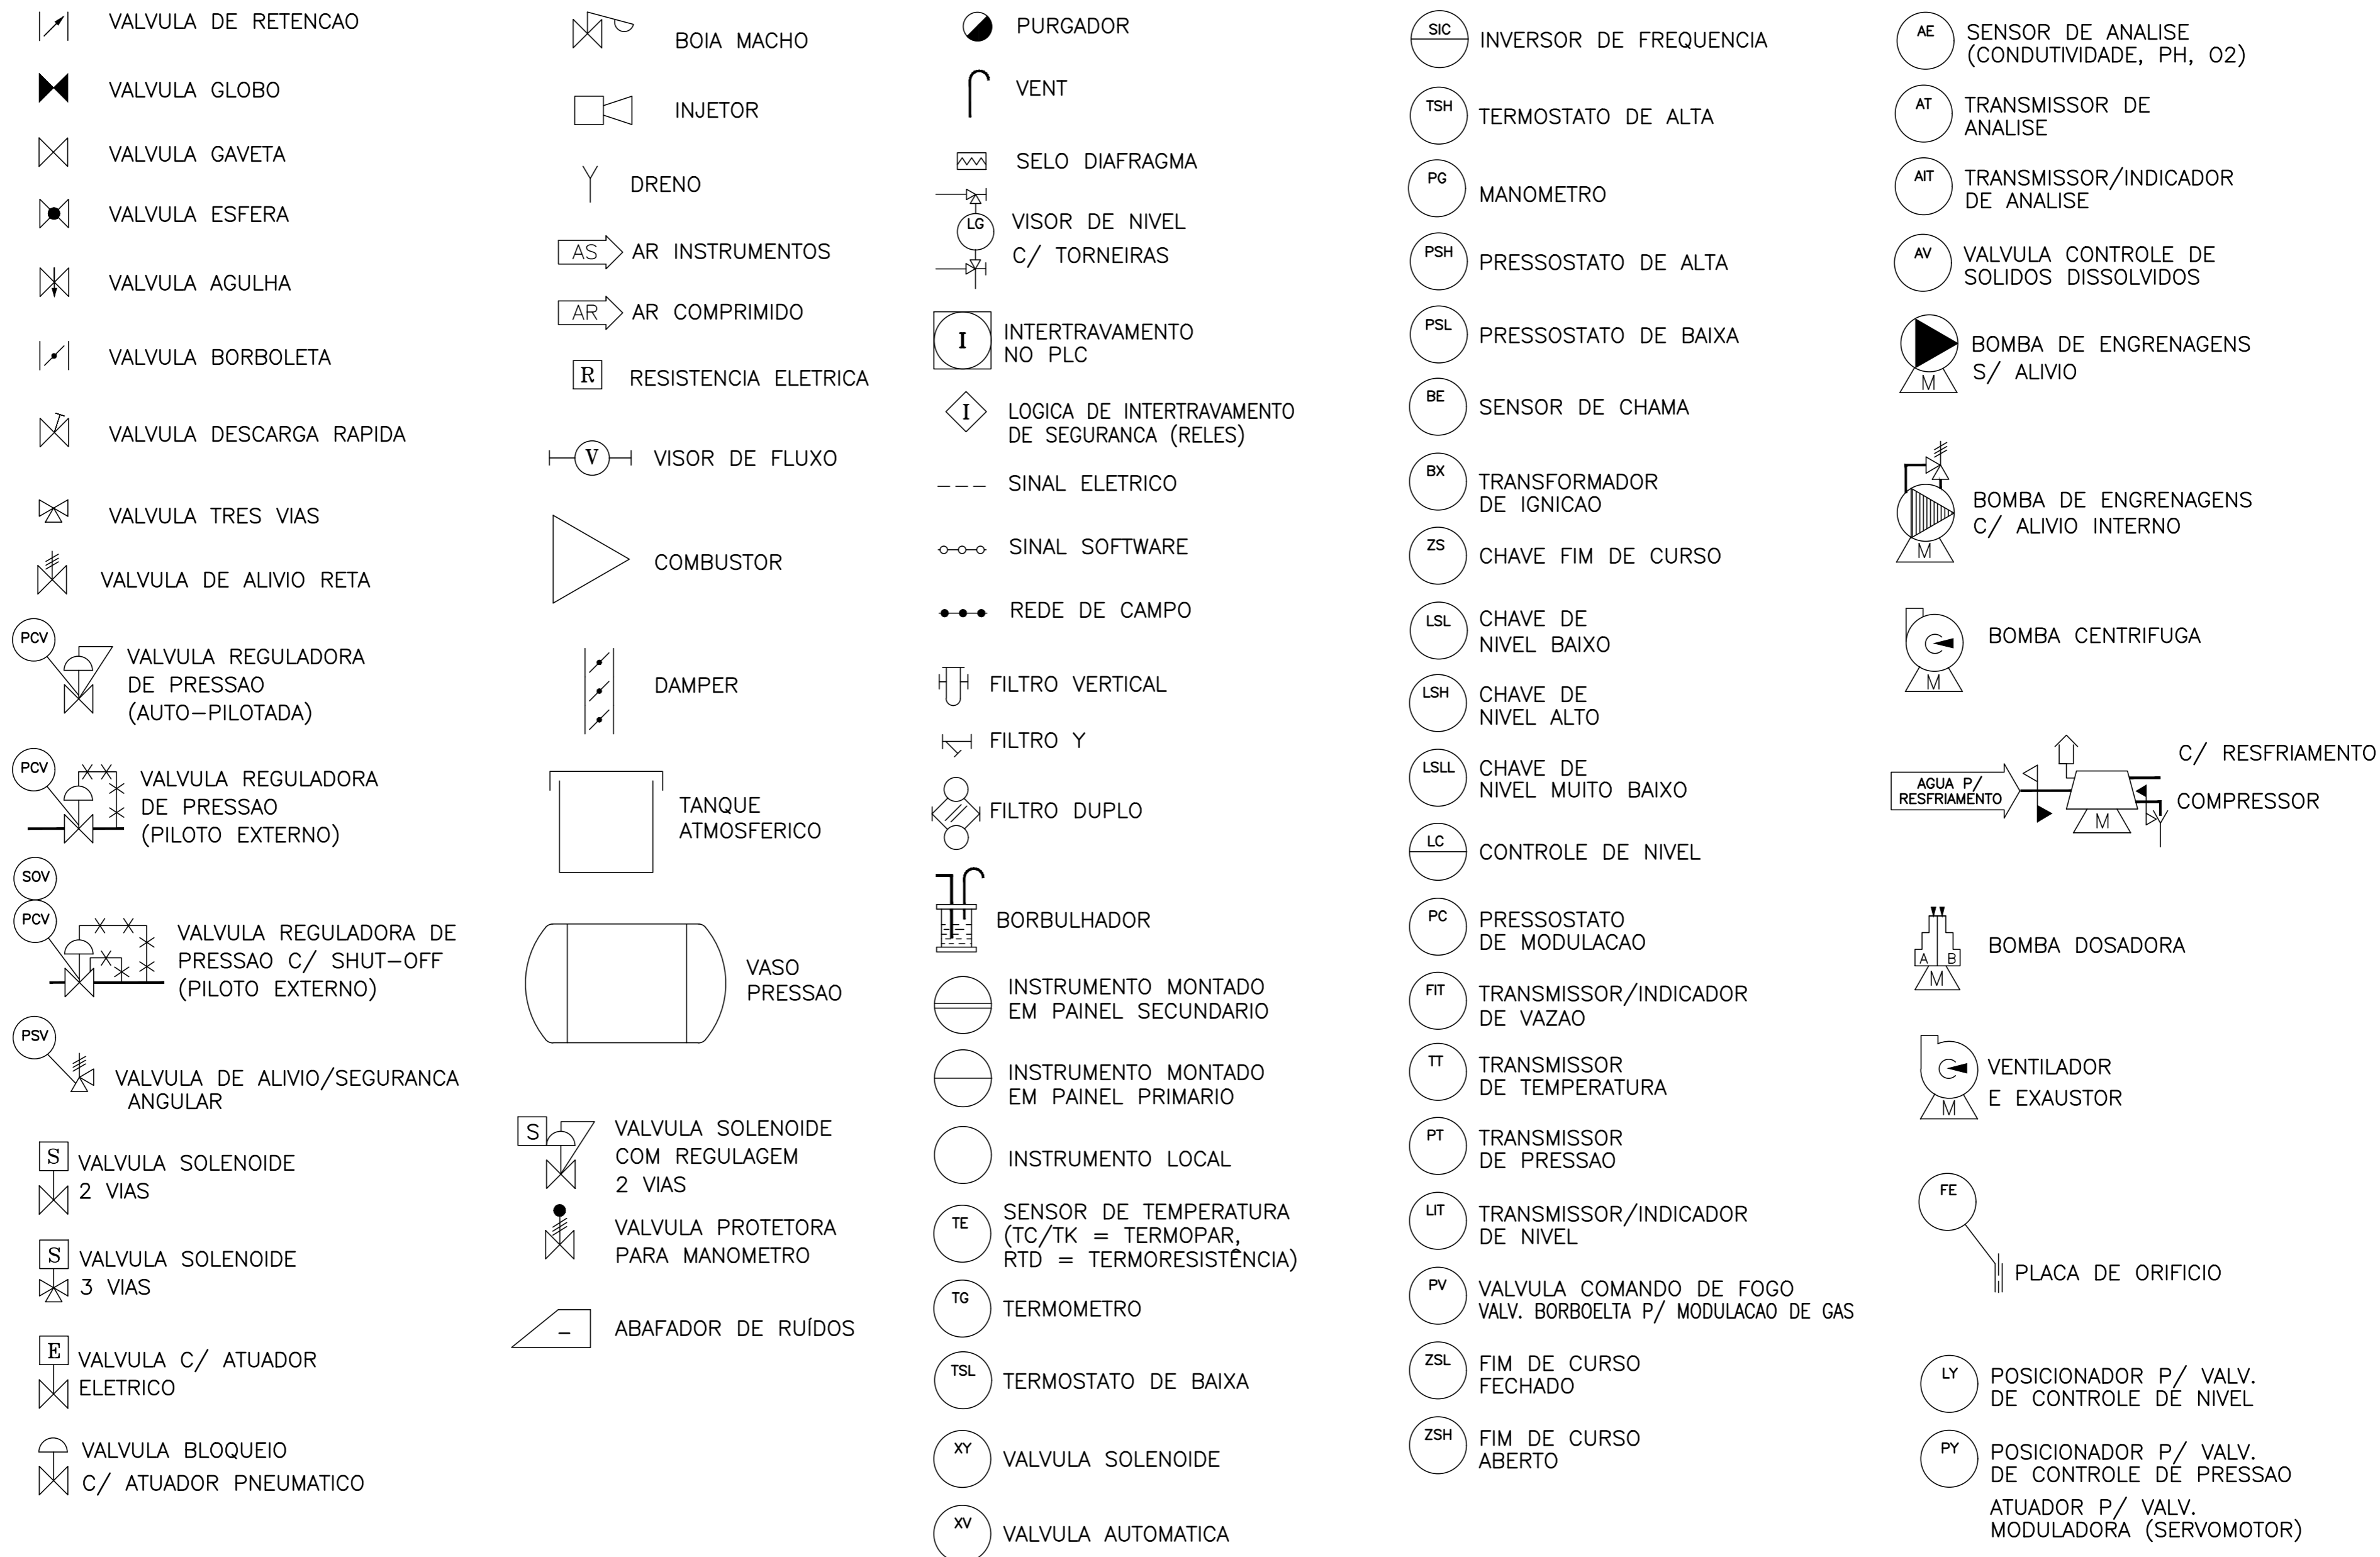 VALVULA DE RETENCAO
VALVULA GLOBO
VALVULA GAVETA
VALVULA ESFERA
VALVULA AGULHA
VALVULA BORBOLETA
VALVULA DESCARGA RAPIDA
VALVULA TRES VIAS
VALVULA DE ALIVIO RETA
PCV
VALVULA REGULADORA
DE PRESSAO
(AUTO-PILOTADA)
PCV
VALVULA REGULADORA
DE PRESSAO
(PILOTO EXTERNO)
SOV
PCV
VALVULA REGULADORA DE
PRESSAO C/ SHUT-OFF
(PILOTO EXTERNO)
PSV
VALVULA DE ALIVIO/SEGURANCA
ANGULAR
S
VALVULA SOLENOIDE
2 VIAS
S
VALVULA SOLENOIDE
3 VIAS
E
VALVULA C/ ATUADOR
ELETRICO
VALVULA BLOQUEIO
C/ ATUADOR PNEUMATICO
BOIA MACHO
INJETOR
DRENO
AS AR INSTRUMENTOS
AR AR COMPRIMIDO
R RESISTENCIA ELETRICA
V VISOR DE FLUXO
COMBUSTOR
DAMPER
TANQUE
ATMOSFERICO
VASO
PRESSAO
S
VALVULA SOLENOIDE
COM REGULAGEM
2 VIAS
VALVULA PROTETORA
PARA MANOMETRO
ABAFADOR DE RUÍDOS
PURGADOR
VENT
SELO DIAFRAGMA
LG
VISOR DE NIVEL
C/ TORNEIRAS
I
INTERTRAVAMENTO
NO PLC
I
LOGICA DE INTERTRAVAMENTO
DE SEGURANCA (RELES)
SINAL ELETRICO
SINAL SOFTWARE
REDE DE CAMPO
FILTRO VERTICAL
FILTRO Y
FILTRO DUPLO
BORBULHADOR
INSTRUMENTO MONTADO
EM PAINEL SECUNDARIO
INSTRUMENTO MONTADO
EM PAINEL PRIMARIO
INSTRUMENTO LOCAL
TE
SENSOR DE TEMPERATURA
(TC/TK = TERMOPAR,
RTD = TERMORESISTÊNCIA)
TG TERMOMETRO
TSL TERMOSTATO DE BAIXA
XY VALVULA SOLENOIDE
XV VALVULA AUTOMATICA
SIC INVERSOR DE FREQUENCIA
TSH TERMOSTATO DE ALTA
PG MANOMETRO
PSH PRESSOSTATO DE ALTA
PSL PRESSOSTATO DE BAIXA
BE SENSOR DE CHAMA
BX
TRANSFORMADOR
DE IGNICAO
ZS CHAVE FIM DE CURSO
LSL
CHAVE DE
NIVEL BAIXO
LSH
CHAVE DE
NIVEL ALTO
LSLL
CHAVE DE
NIVEL MUITO BAIXO
LC CONTROLE DE NIVEL
PC
PRESSOSTATO
DE MODULACAO
FIT
TRANSMISSOR/INDICADOR
DE VAZAO
TT
TRANSMISSOR
DE TEMPERATURA
PT
TRANSMISSOR
DE PRESSAO
LIT
TRANSMISSOR/INDICADOR
DE NIVEL
PV
VALVULA COMANDO DE FOGO
VALV. BORBOELTA P/ MODULACAO DE GAS
ZSL
FIM DE CURSO
FECHADO
ZSH
FIM DE CURSO
ABERTO
AE
SENSOR DE ANALISE
(CONDUTIVIDADE, PH, O2)
AT
TRANSMISSOR DE
ANALISE
AIT
TRANSMISSOR/INDICADOR
DE ANALISE
AV
VALVULA CONTROLE DE
SOLIDOS DISSOLVIDOS
BOMBA DE ENGRENAGENS
S/ ALIVIO
M
BOMBA DE ENGRENAGENS
C/ ALIVIO INTERNO
M
BOMBA CENTRIFUGA
M
C/ RESFRIAMENTO
AGUA P/
RESFRIAMENTO
COMPRESSOR
M
BOMBA DOSADORA
A B
M
VENTILADOR
E EXAUSTOR
M
FE
PLACA DE ORIFICIO
LY
POSICIONADOR P/ VALV.
DE CONTROLE DE NIVEL
PY
POSICIONADOR P/ VALV.
DE CONTROLE DE PRESSAO
ATUADOR P/ VALV.
MODULADORA (SERVOMOTOR)